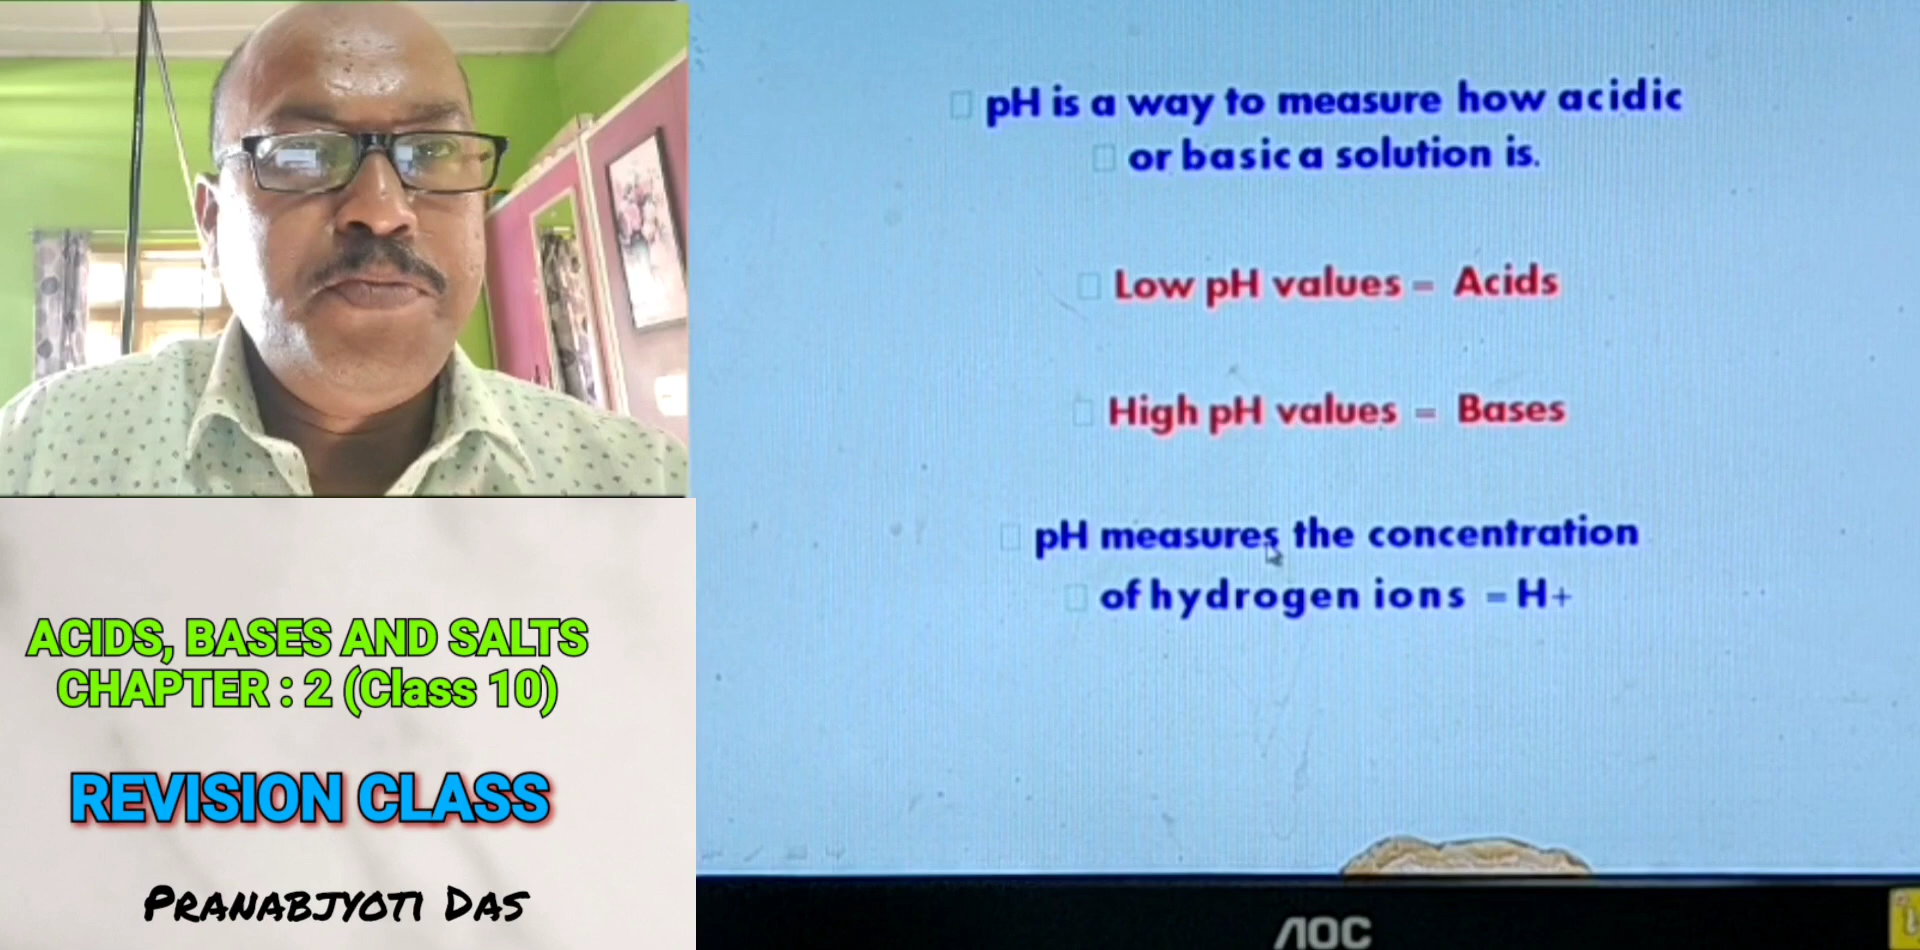 pH is a way to measure how acidic
or basic a solution is.
Low pH values = Acids
High pH values = Bases
pH measures the concentration
of hydrogen ions = H+
ACIDS, BASES AND SALTS
CHAPTER : 2 (Class 10)
REVISION CLASS
PRANABJYOTI DAS
AOC